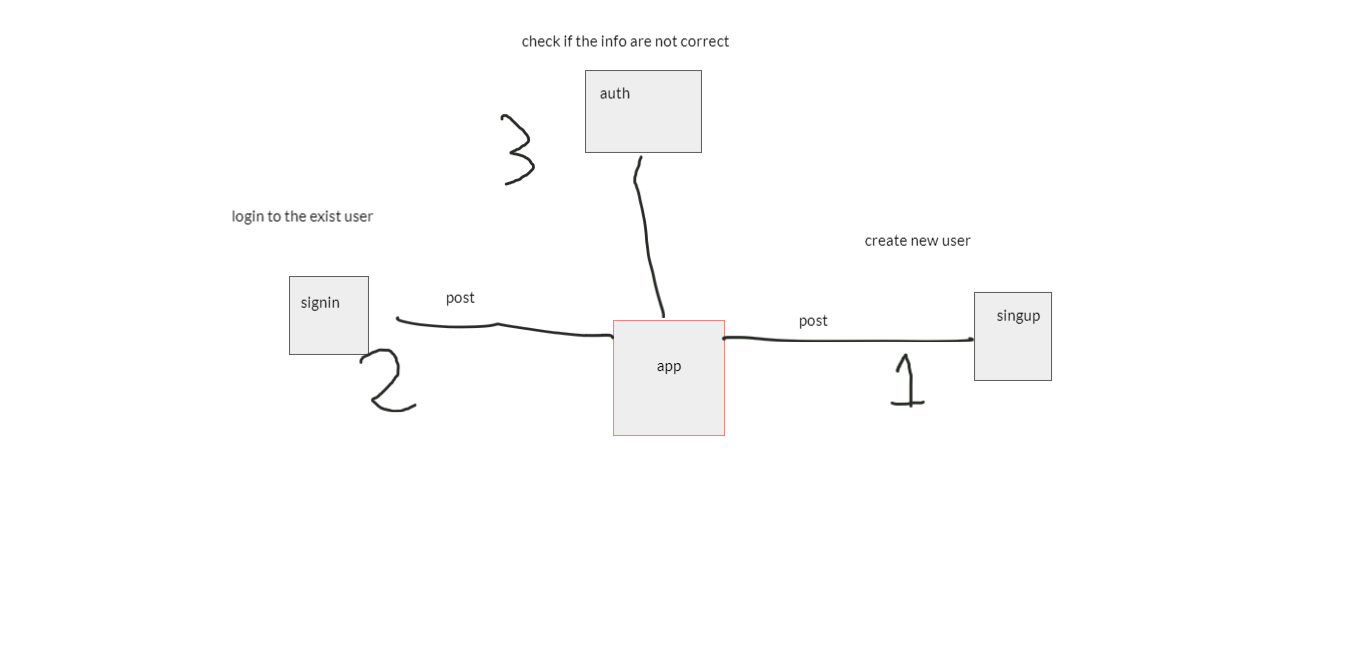 check if the info are not correct
auth
3
login to the exist user
create new user
signin
post
singup
post
app
2
1